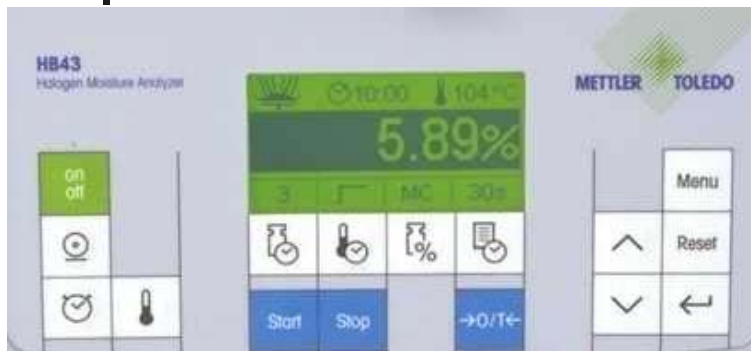 HB43
Halogen Moisture Analyzer
METTLER TOLEDO
10:00 104°C
5.89%
3 MC 30s
on
off
Menu
%
Reset
Start Stop →0/T←